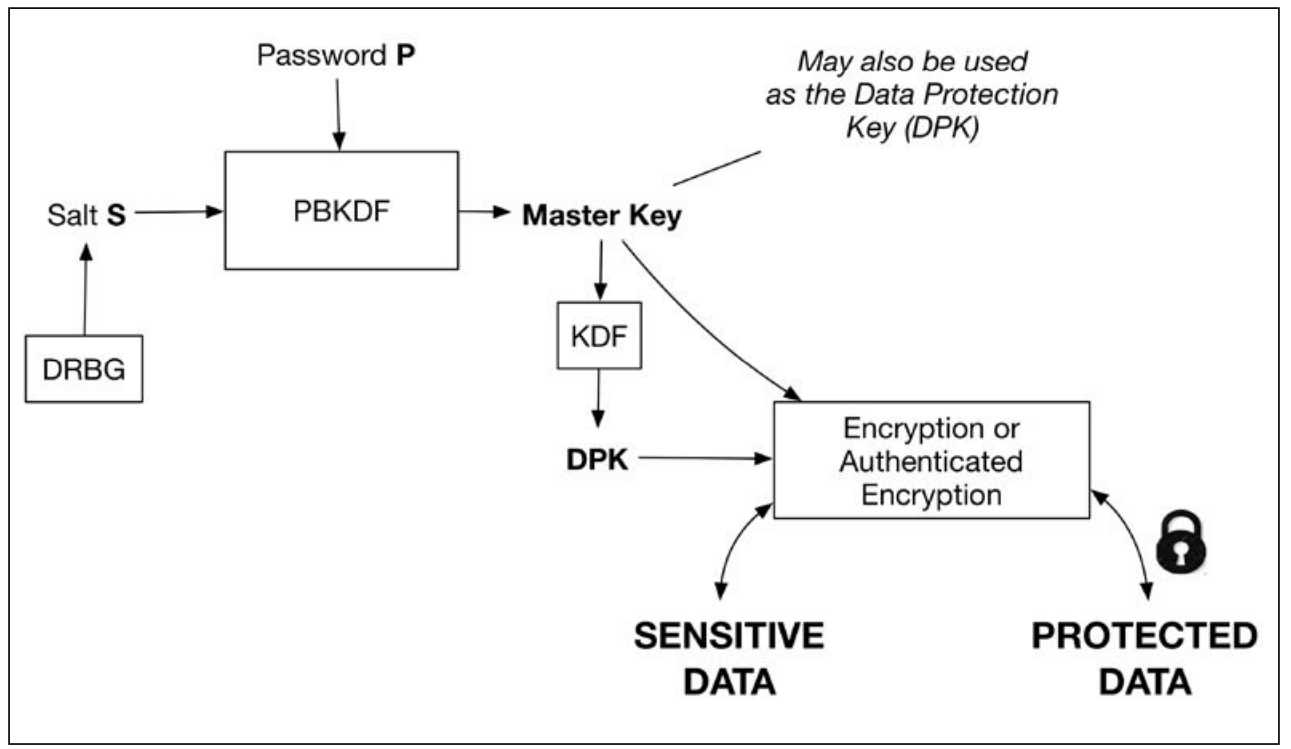 Password P
May also be used
as the Data Protection
Key (DPK)
Salt S
PBKDF
Master Key
DRBG
KDF
DPK
Encryption or
Authenticated
Encryption
SENSITIVE
DATA
PROTECTED
DATA